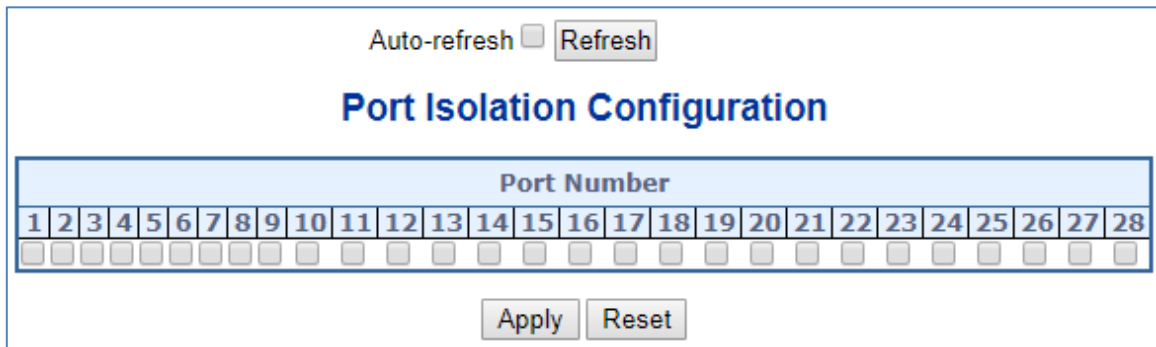 Auto-refresh Refresh
Port Isolation Configuration
Port Number
1 2 3 4 5 6 7 8 9 10 11 12 13 14 15 16 17 18 19 20 21 22 23 24 25 26 27 28
Apply Reset